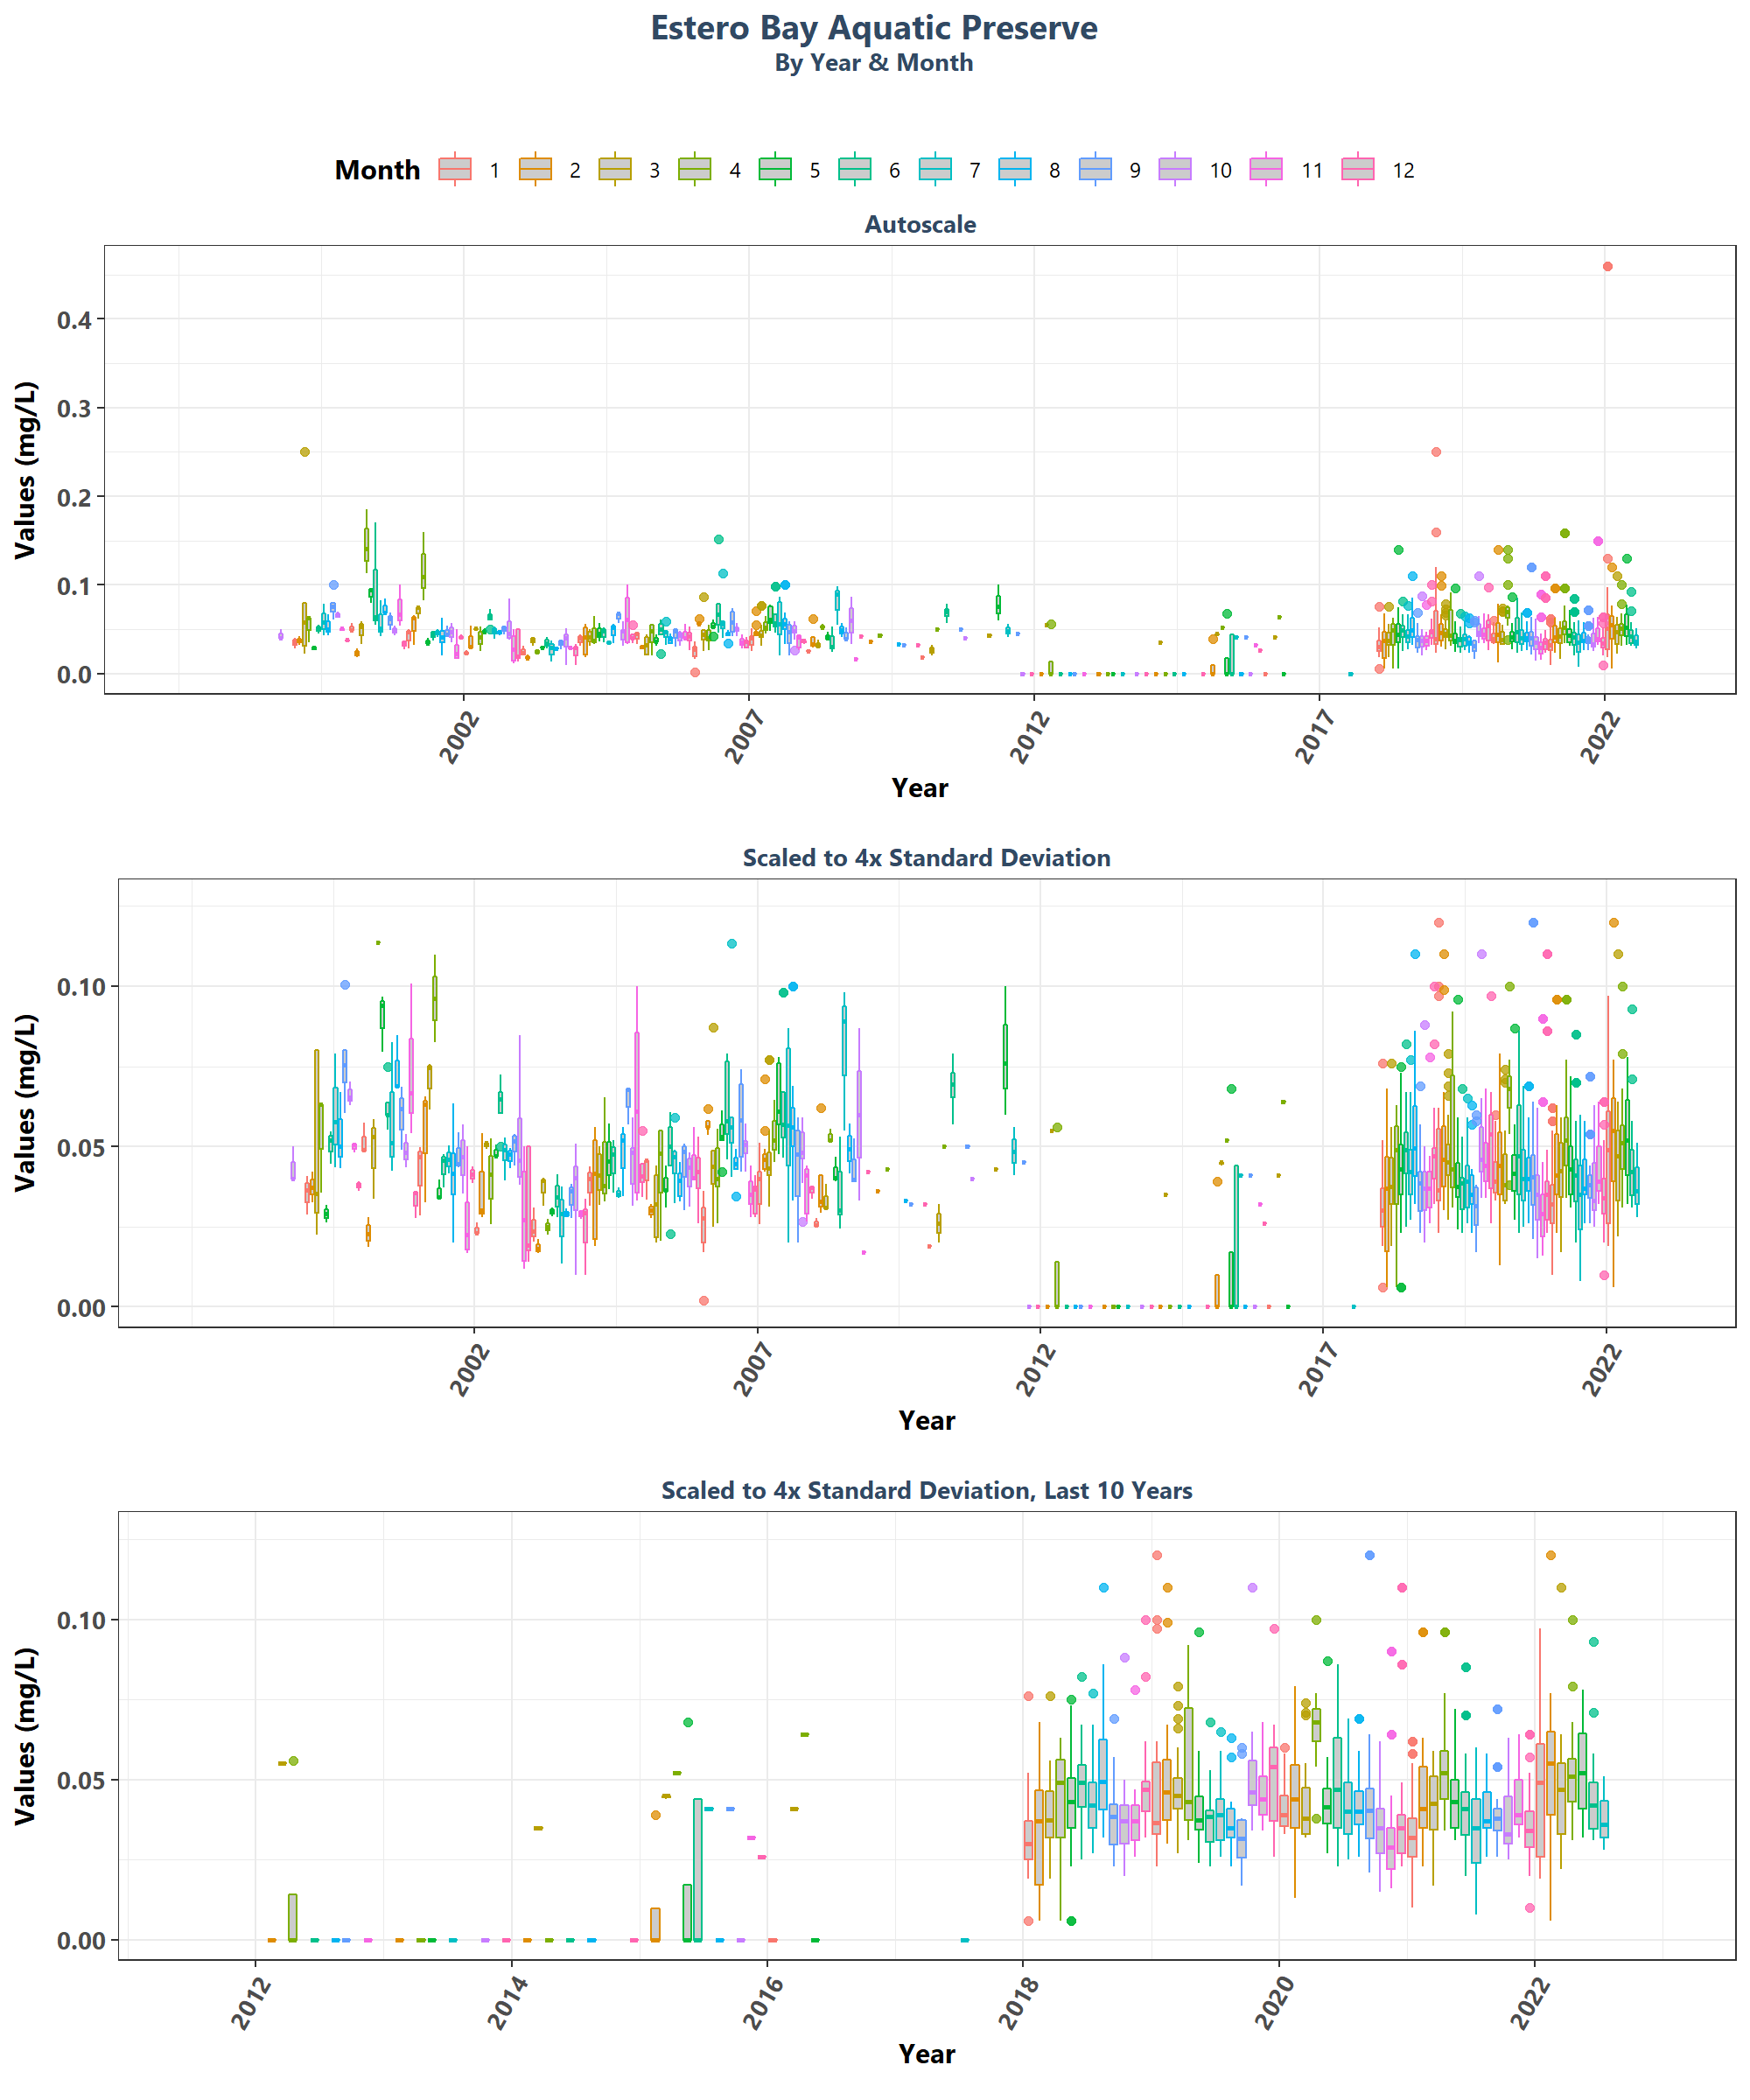 Estero Bay Aquatic Preserve
By Year & Month
Month 1 2 3 4 5 6 7 8 9 10 11 12
Autoscale
Values (mg/L)
0.4
0.3
0.2
0.1
0.0
2002 2007 2012 2017 2022
Year
Scaled to 4x Standard Deviation
Values (mg/L)
0.10
0.05
0.00
2002 2007 2012 2017 2022
Year
Scaled to 4x Standard Deviation, Last 10 Years
Values (mg/L)
0.10
0.05
0.00
2012 2014 2016 2018 2020 2022
Year